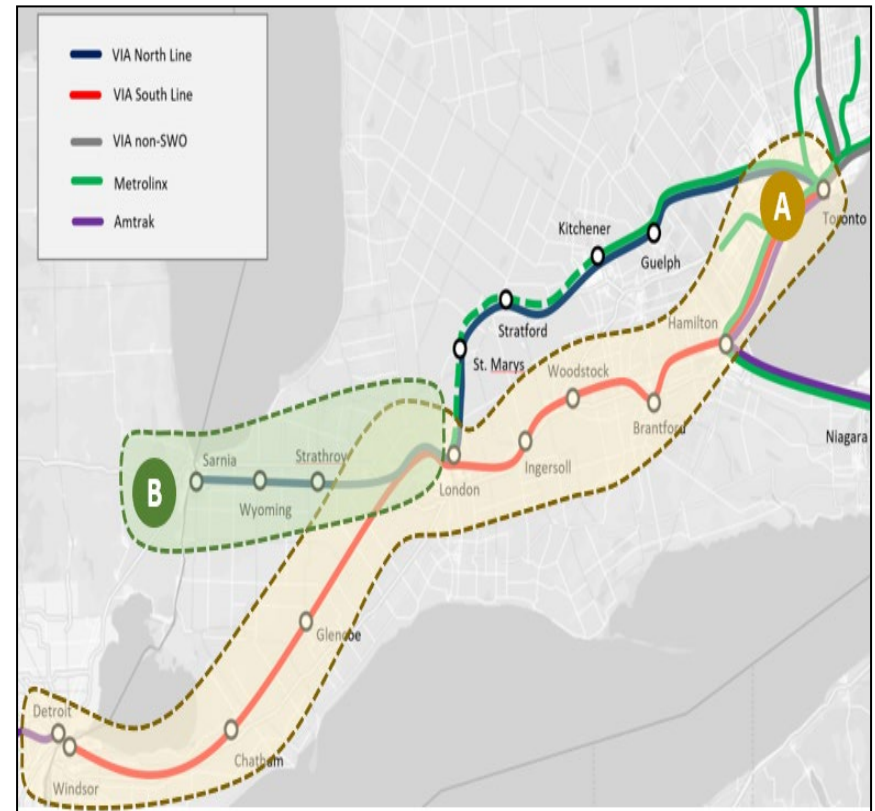 VIA North Line
VIA South Line
VIA non-SWO
Metrolinx
Amtrak
A
Toronto
Kitchener
Guelph
Stratford
Hamilton
St. Marys
Woodstock
Brantford
Niagara
Sarnia
Strathroy
B
Wyoming
London
Ingersoll
Glencoe
Detroit
Chatham
Windsor